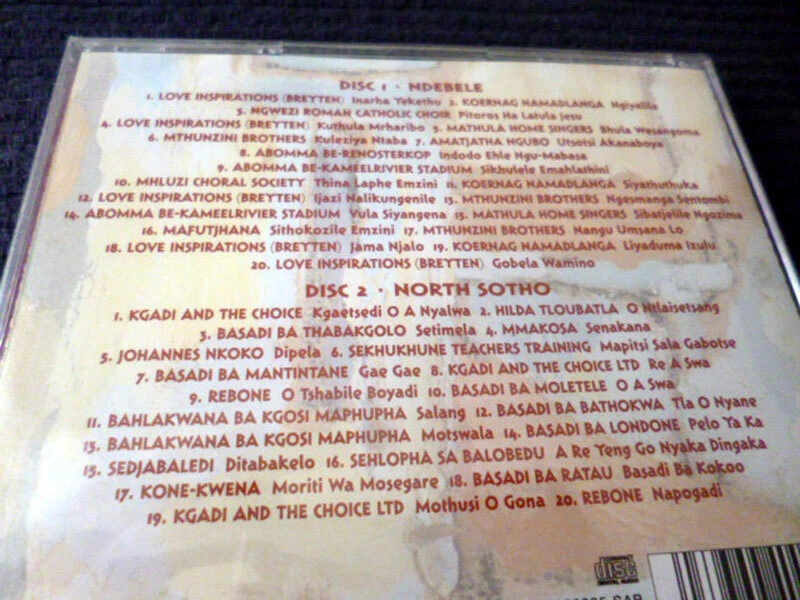 DISC 1 · NDEBELE
1. LOVE INSPIRATIONS (BREYTEN) Inarha Yekethu 2. KOERNAG NAMADLANGA Ngiyalila
3. NGWEZI ROMAN CATHOLIC CHOIR Pitoros Ha Latula Jesu
4. LOVE INSPIRATIONS (BREYTEN) Kuthula Mrharibo 5. MATHULA HOME SINGERS Bhula Wesangoma
6. MTHUNZINI BROTHERS Kuleziya Ntaba 7. AMATJATHA NGUBO Utsotsi Akanaboya
8. ABOMMA BE-RENOSTERKOP Indodo Ehle Ngu-Mabasa
9. ABOMMA BE-KAMEELRIVIER STADIUM Sikhulele Emahlathini
10. MHLUZI CHORAL SOCIETY Thina Laphe Emzini 11. KOERNAG NAMADLANGA Siyathuthuka
12. LOVE INSPIRATIONS (BREYTEN) Ijazi Nalikungenile 13. MTHUNZINI BROTHERS Ngesmanga Sentombi
14. ABOMMA BE-KAMEELRIVIER STADIUM Vula Siyangena 15. MATHULA HOME SINGERS Sibatjelile Ngozima
16. MAFUTJHANA Sithokozile Emzini 17. MTHUNZINI BROTHERS Nangu Umsana Lo
18. LOVE INSPIRATIONS (BREYTEN) Jama Njalo 19. KOERNAG NAMADLANGA Liyaduma Izulu
20. LOVE INSPIRATIONS (BREYTEN) Gobela Wamino
DISC 2 · NORTH SOTHO
1. KGADI AND THE CHOICE Kgaetsedi O A Nyalwa 2. HILDA TLOUBATLA O Ntlaisetsang
3. BASADI BA THABAKGOLO Setimela 4. MMAKOSA Senakana
5. JOHANNES NKOKO Dipela 6. SEKHUKHUNE TEACHERS TRAINING Mapitsi Sala Gabotse
7. BASADI BA MANTINTANE Gae Gae 8. KGADI AND THE CHOICE LTD Re A Swa
9. REBONE O Tshabile Boyadi 10. BASADI BA MOLETELE O A Swa
11. BAHLAKWANA BA KGOSI MAPHUPHA Salang 12. BASADI BA BATHOKWA Tla O Nyane
13. BAHLAKWANA BA KGOSI MAPHUPHA Motswala 14. BASADI BA LONDONE Pelo Ya Ka
15. SEDJABALEDI Ditabakelo 16. SEHLOPHA SA BALOBEDU A Re Yeng Go Nyaka Dingaka
17. KONE-KWENA Moriti Wa Mosegare 18. BASADI BA RATAU Basadi Ba Kokoo
19. KGADI AND THE CHOICE LTD Mothusi O Gona 20. REBONE Napogadi
disc